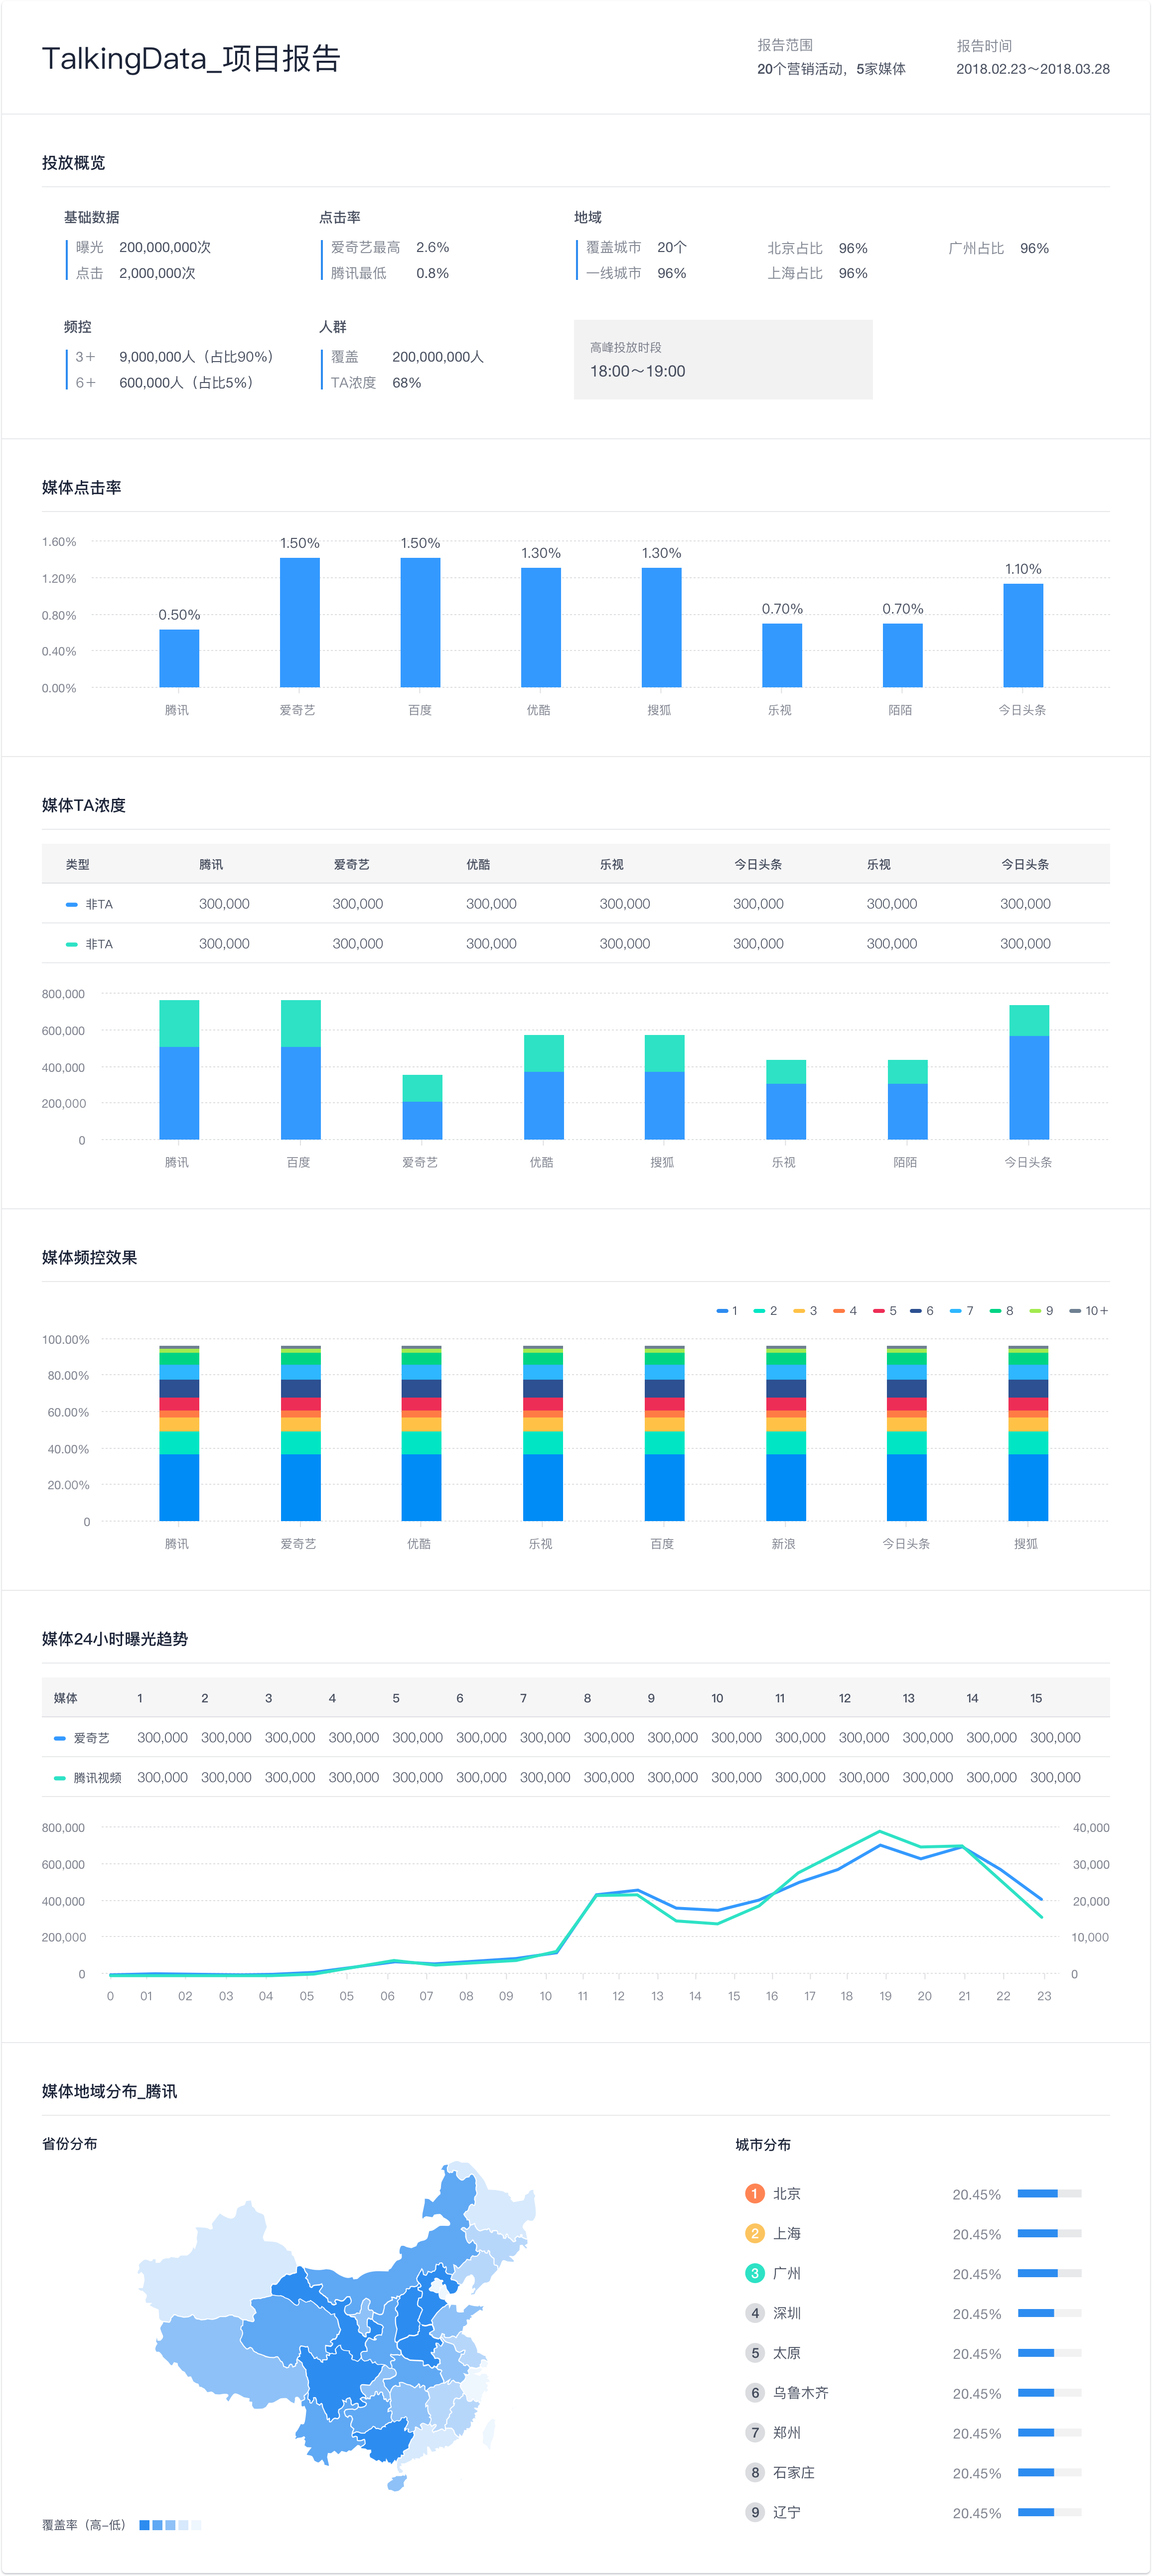 TalkingData_项目报告
报告范围
20个营销活动，5家媒体
报告时间
2018.02.23～2018.03.28
投放概览
基础数据
曝光 200,000,000次
点击 2,000,000次
点击率
爱奇艺最高 2.6%
腾讯最低 0.8%
地域
覆盖城市 20个 北京占比 96% 广州占比 96%
一线城市 96% 上海占比 96%
频控
3＋ 9,000,000人（占比90%）
6＋ 600,000人（占比5%）
人群
覆盖 200,000,000人
TA浓度 68%
高峰投放时段
18:00～19:00
媒体点击率
1.60%
1.20%
0.80%
0.40%
0.00%
0.50% 1.50% 1.50% 1.30% 1.30% 0.70% 0.70% 1.10%
腾讯 爱奇艺 百度 优酷 搜狐 乐视 陌陌 今日头条
媒体TA浓度
类型 腾讯 爱奇艺 优酷 乐视 今日头条 乐视 今日头条
非TA 300,000 300,000 300,000 300,000 300,000 300,000 300,000
非TA 300,000 300,000 300,000 300,000 300,000 300,000 300,000
800,000
600,000
400,000
200,000
0
腾讯 百度 爱奇艺 优酷 搜狐 乐视 陌陌 今日头条
媒体频控效果
1 2 3 4 5 6 7 8 9 10＋
100.00%
80.00%
60.00%
40.00%
20.00%
0
腾讯 爱奇艺 优酷 乐视 百度 新浪 今日头条 搜狐
媒体24小时曝光趋势
媒体 1 2 3 4 5 6 7 8 9 10 11 12 13 14 15
爱奇艺 300,000 300,000 300,000 300,000 300,000 300,000 300,000 300,000 300,000 300,000 300,000 300,000 300,000 300,000 300,000
腾讯视频 300,000 300,000 300,000 300,000 300,000 300,000 300,000 300,000 300,000 300,000 300,000 300,000 300,000 300,000 300,000
800,000 40,000
600,000 30,000
400,000 20,000
200,000 10,000
0 0
0 01 02 03 04 05 05 06 07 08 09 10 11 12 13 14 15 16 17 18 19 20 21 22 23
媒体地域分布_腾讯
省份分布
覆盖率（高–低）
城市分布
1 北京 20.45%
2 上海 20.45%
3 广州 20.45%
4 深圳 20.45%
5 太原 20.45%
6 乌鲁木齐 20.45%
7 郑州 20.45%
8 石家庄 20.45%
9 辽宁 20.45%